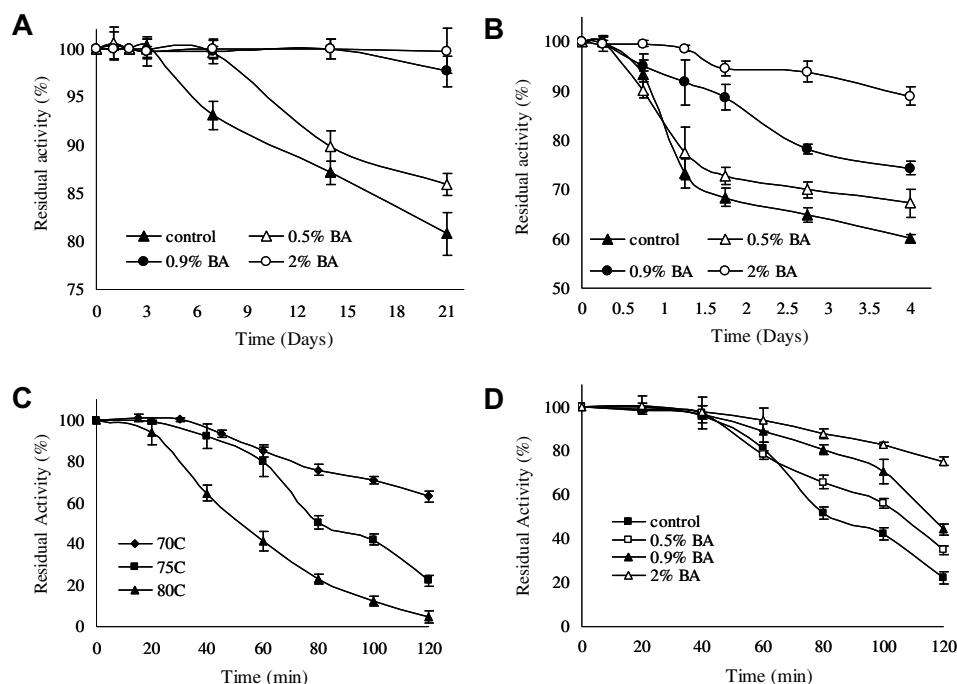 A
Residual activity (%)
100
95
90
85
80
75
control
0.5% BA
0.9% BA
2% BA
0 3 6 9 12 15 18 21
Time (Days)
B
Residual activity (%)
100
90
80
70
60
50
control
0.5% BA
0.9% BA
2% BA
0 0.5 1 1.5 2 2.5 3 3.5 4
Time (Days)
C
Residual Activity (%)
100
80
60
40
20
0
70C
75C
80C
0 20 40 60 80 100 120
Time (min)
D
Residual Activity (%)
100
80
60
40
20
0
control
0.5% BA
0.9% BA
2% BA
0 20 40 60 80 100 120
Time (min)